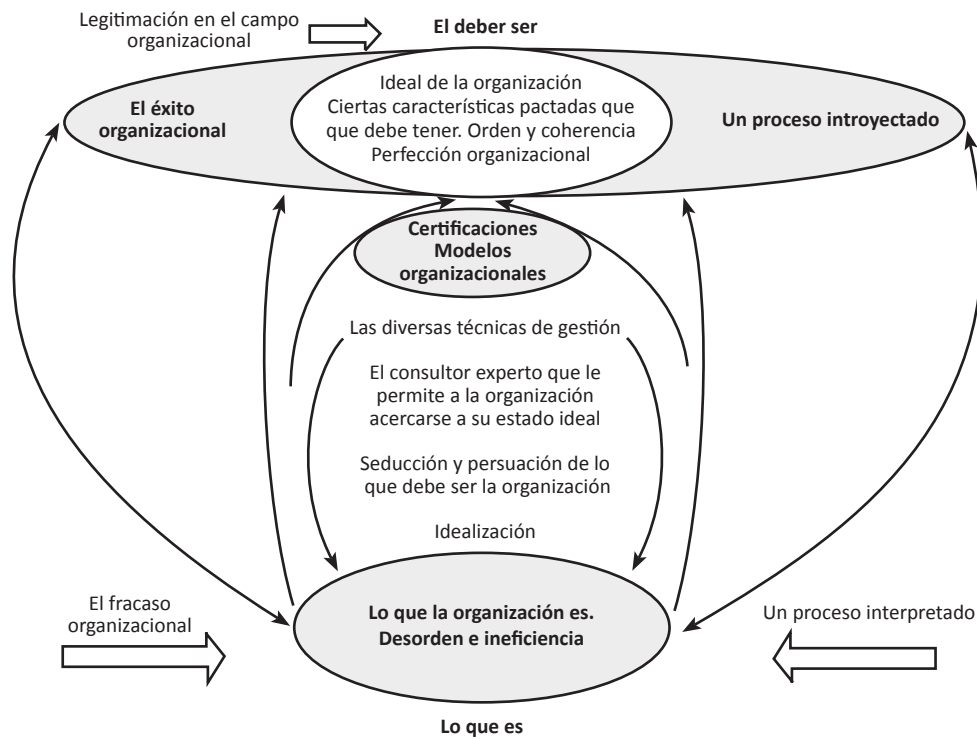 Legitimación en el campo
organizacional
El deber ser
Ideal de la organización
Ciertas características pactadas que
que debe tener. Orden y coherencia
Perfección organizacional
El éxito
organizacional
Un proceso introyectado
Certificaciones
Modelos
organizacionales
Las diversas técnicas de gestión
El consultor experto que le
permite a la organización
acercarse a su estado ideal
Seducción y persuación de lo
que debe ser la organización
Idealización
El fracaso
organizacional
Lo que la organización es.
Desorden e ineficiencia
Un proceso interpretado
Lo que es